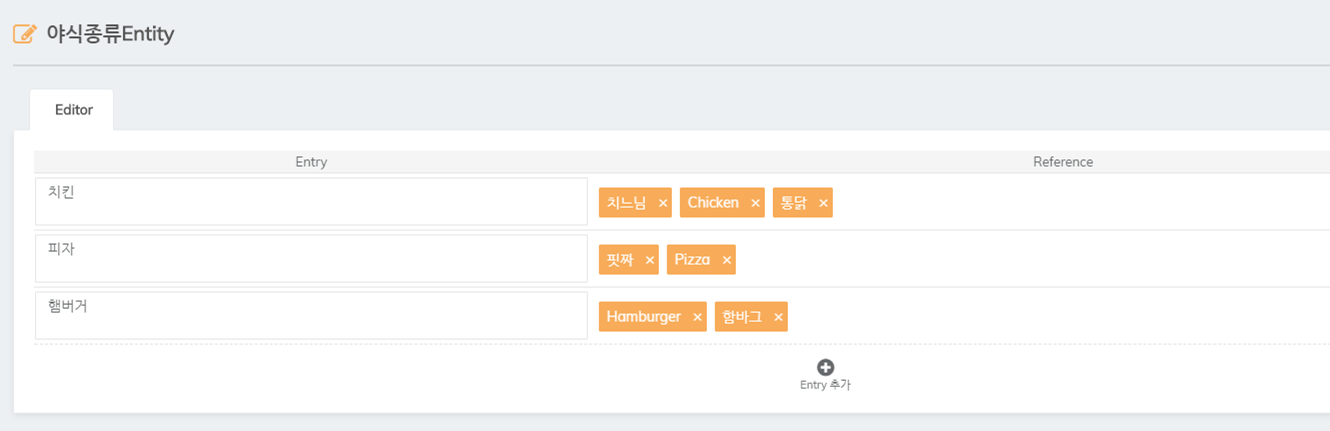 야식종류Entity
Editor
Entry Reference
치킨 치느님 × Chicken × 통닭 ×
피자 핏짜 × Pizza ×
햄버거 Hamburger × 함바그 ×
Entry 추가